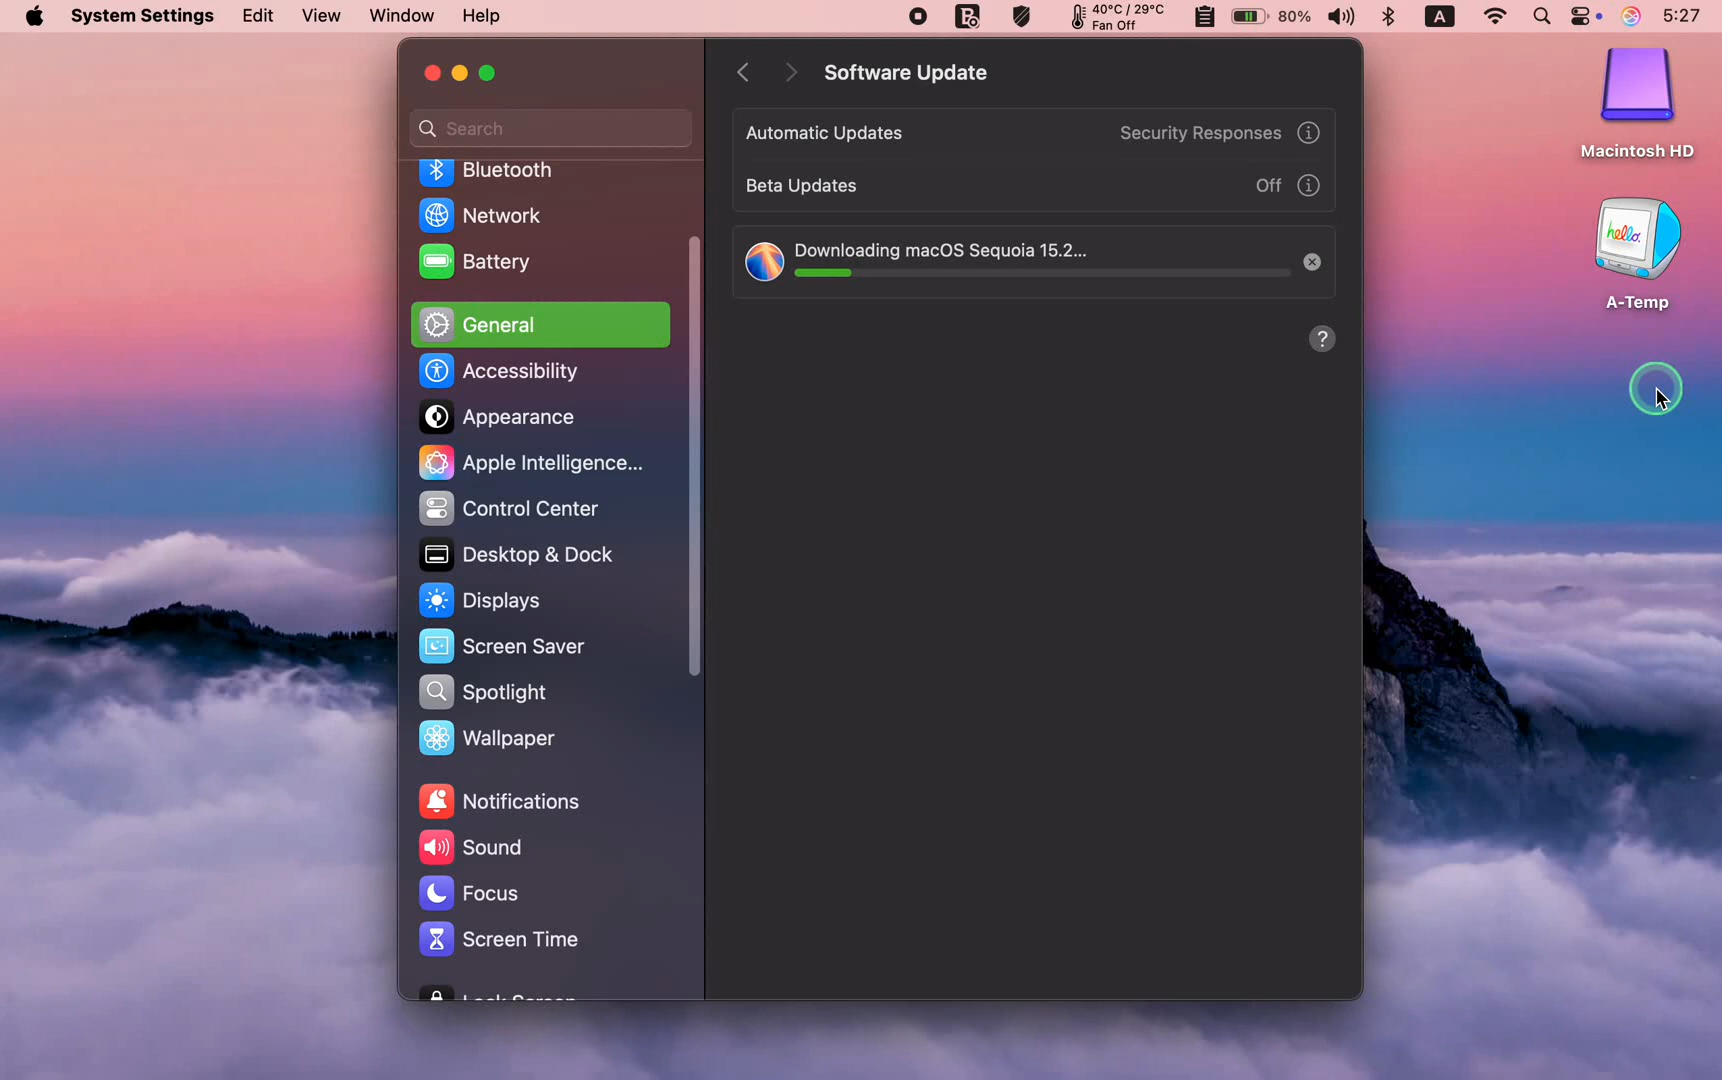 System Settings Edit View Window Help
40°C / 29°C
Fan Off
80%
A
5:27
Software Update
Search
Bluetooth
Network
Battery
General
Accessibility
Appearance
Apple Intelligence...
Control Center
Desktop & Dock
Displays
Screen Saver
Spotlight
Wallpaper
Notifications
Sound
Focus
Screen Time
Lock Screen
Automatic Updates Security Responses
Beta Updates Off
Downloading macOS Sequoia 15.2...
?
Macintosh HD
hello.
A-Temp